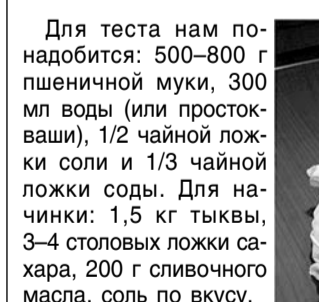 Для теста нам по-
надобится: 500–800 г
пшеничной муки, 300
мл воды (или просток-
ваши), 1/2 чайной лож-
ки соли и 1/3 чайной
ложки соды. Для на-
чинки: 1,5 кг тыквы,
3–4 столовых ложки са-
хара, 200 г сливочного
масла, соль по вкусу.